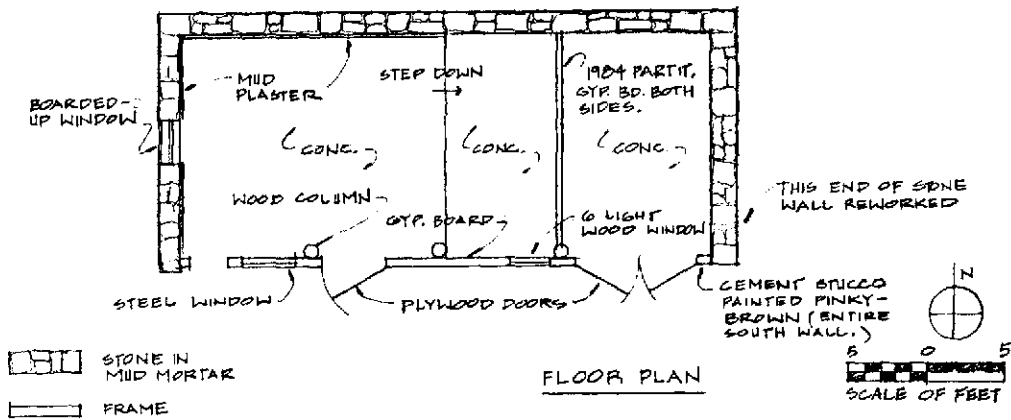 MUD
PLASTER
STEP DOWN
1984 PARTIT.
GYP. BD. BOTH
SIDES.
BOARDED-
UP WINDOW
CONC.
CONC.
CONC.
WOOD COLUMN
GYP. BOARD
6 LIGHT
WOOD WINDOW
THIS END OF STONE
WALL REWORKED
STEEL WINDOW
PLYWOOD DOORS
CEMENT STUCCO
PAINTED PINKY-
BROWN (ENTIRE
SOUTH WALL.)
N
STONE IN
MUD MORTAR
FRAME
FLOOR PLAN
5 0 5
SCALE OF FEET